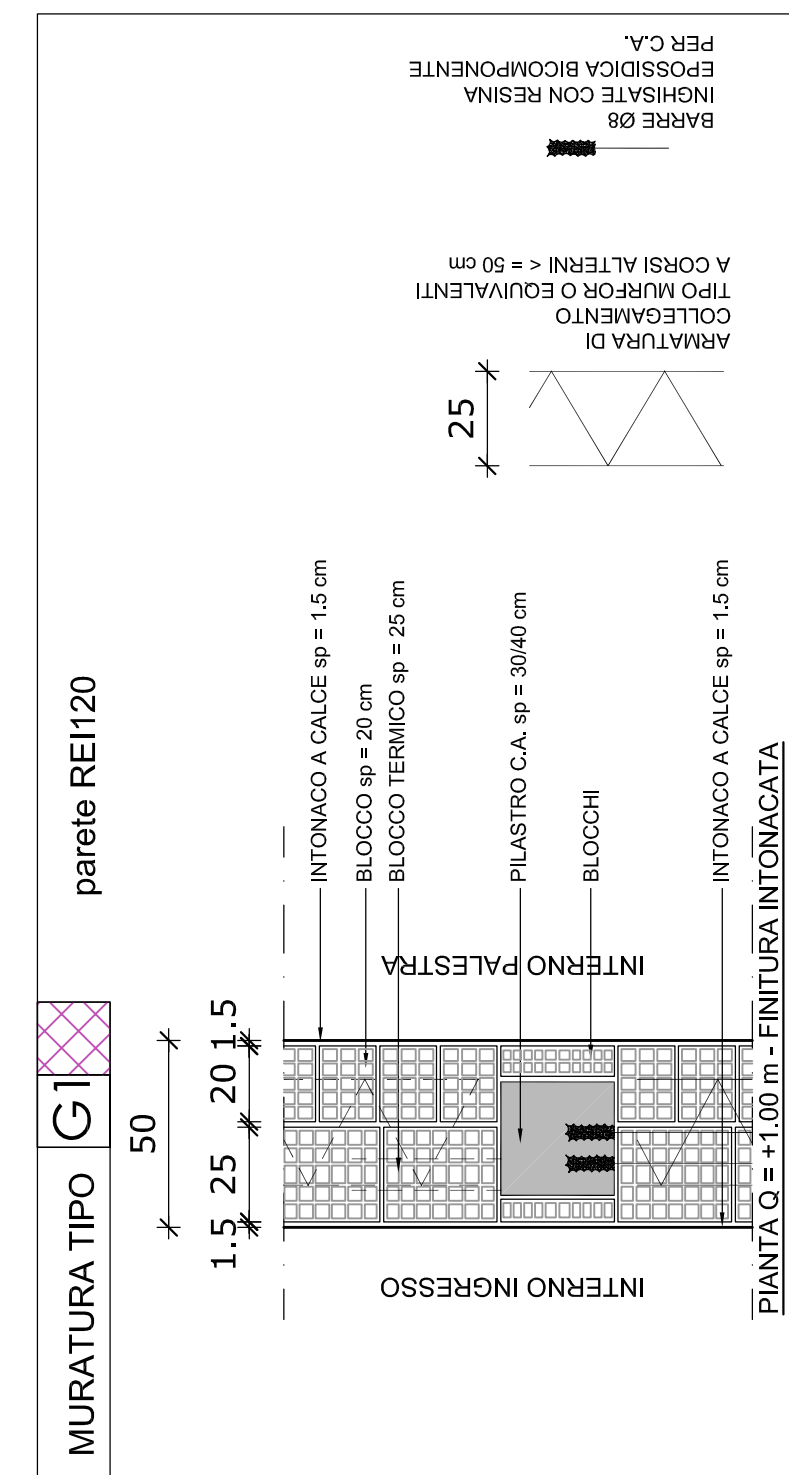 MURATURA TIPO G1
parete REI120
50
1.5 25 20 1.5
INTONACO A CALCE sp = 1.5 cm
BLOCCO sp = 20 cm
BLOCCO TERMICO sp = 25 cm
PILASTRO C.A. sp = 30/40 cm
BLOCCHI
INTONACO A CALCE sp = 1.5 cm
INTERNO INGRESSO
INTERNO PALESTRA
PIANTA Q = +1.00 m - FINITURA INTONACATA
25
ARMATURA DI
COLLEGAMENTO
TIPO MURFOR O EQUIVALENTI
A CORSI ALTERNI < = 50 cm
BARRE Ø8
INGHISATE CON RESINA
EPOSSIDICA BICOMPONENTE
PER C.A.